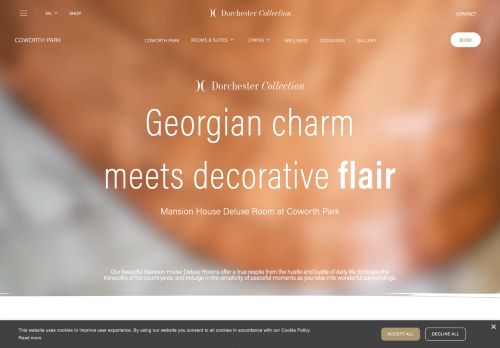 EN
SHOP
Dorchester Collection
CONTACT
COWORTH PARK
COWORTH PARK
ROOMS & SUITES
DINING
WELLNESS
OCCASIONS
GALLERY
BOOK
Dorchester Collection
Georgian charm
meets decorative flair
Mansion House Deluxe Room at Coworth Park
Our beautiful Mansion House Deluxe Rooms offer a true respite from the hustle and bustle of daily life. Embrace the
tranquility of the countryside, and indulge in the simplicity of peaceful moments as you relax into wonderful surroundings.
This website uses cookies to improve user experience. By using our website you consent to all cookies in accordance with our Cookie Policy.
Read more
ACCEPT ALL
DECLINE ALL